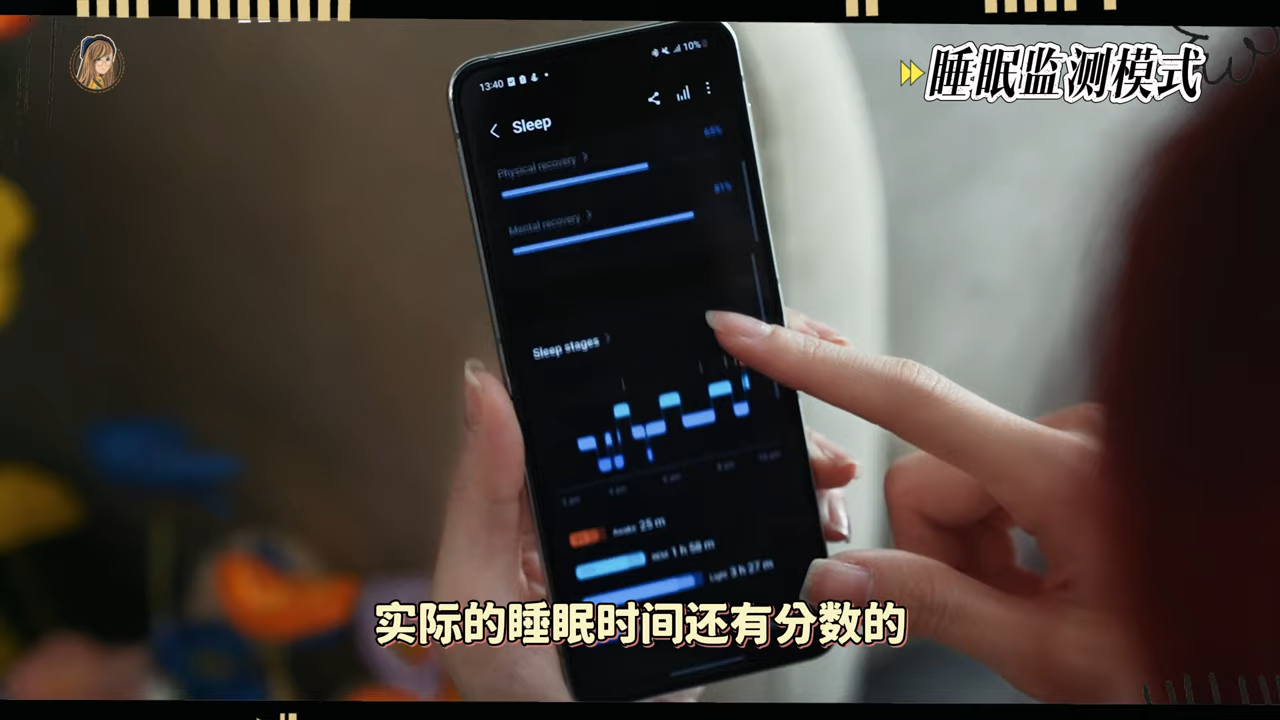 睡眠监测模式
13:40
10%
Sleep
Physical recovery
Mental recovery
81%
Sleep stages
Awake 25 m
REM 1 h 58 m
Light 3 h 27 m
实际的睡眠时间还有分数的